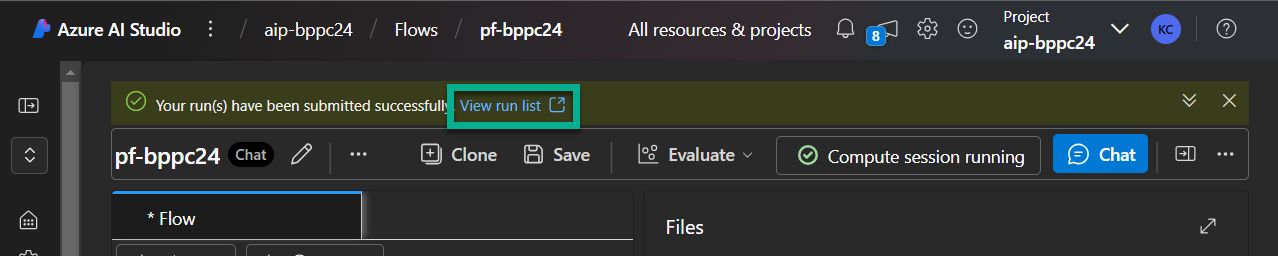 Azure AI Studio / aip-bppc24 / Flows / pf-bppc24 All resources & projects 8 Project
aip-bppc24 KC
Your run(s) have been submitted successfully. View run list
pf-bppc24 Chat Clone Save Evaluate Compute session running Chat
* Flow
Files